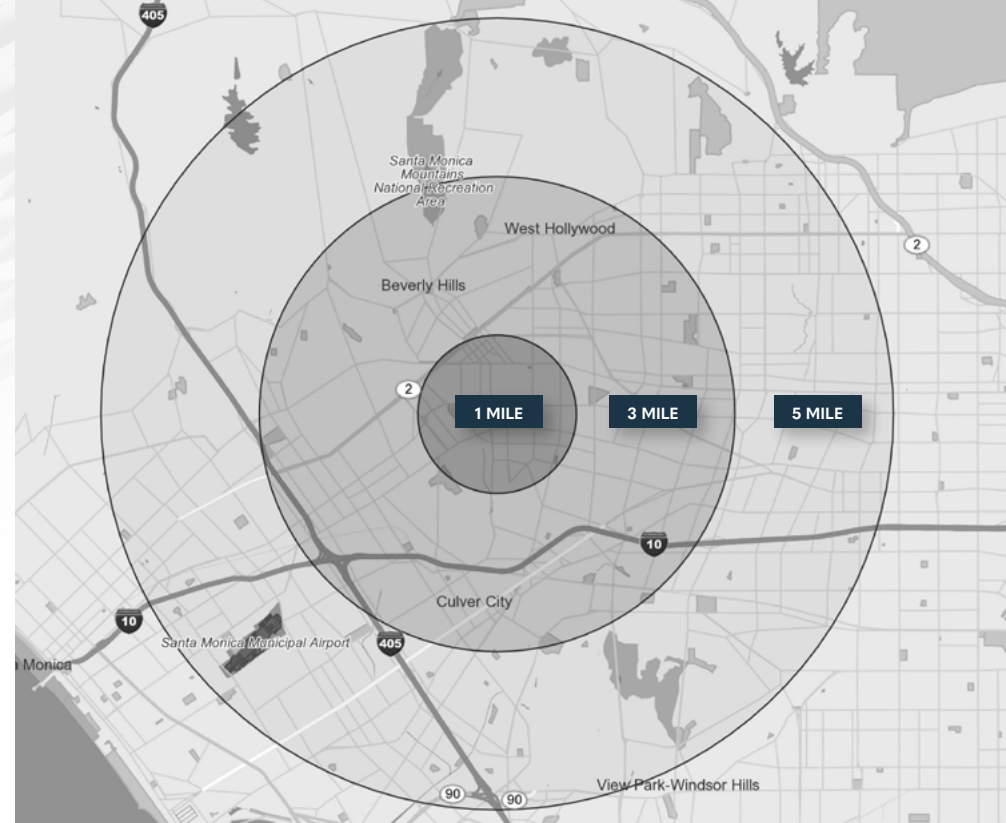 405
Santa Monica
Mountains
National Recreation
Area
West Hollywood
2
Beverly Hills
2
1 MILE
3 MILE
5 MILE
10
Culver City
10
Santa Monica Municipal Airport
405
a Monica
View Park-Windsor Hills
90
90